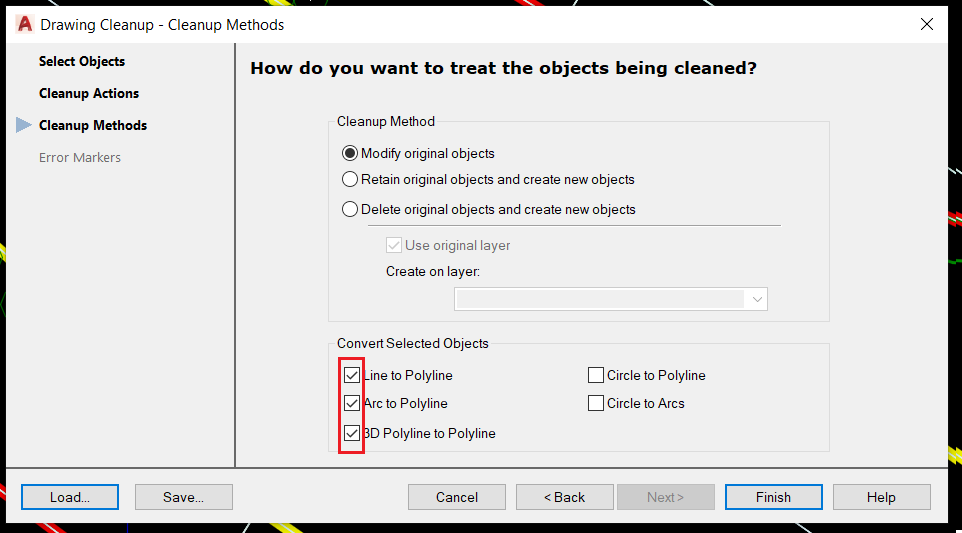 Drawing Cleanup - Cleanup Methods
Select Objects
Cleanup Actions
Cleanup Methods
Error Markers
How do you want to treat the objects being cleaned?
Cleanup Method
Modify original objects
Retain original objects and create new objects
Delete original objects and create new objects
Use original layer
Create on layer:
Convert Selected Objects
Line to Polyline
Circle to Polyline
Arc to Polyline
Circle to Arcs
3D Polyline to Polyline
Load...
Save...
Cancel
< Back
Next >
Finish
Help